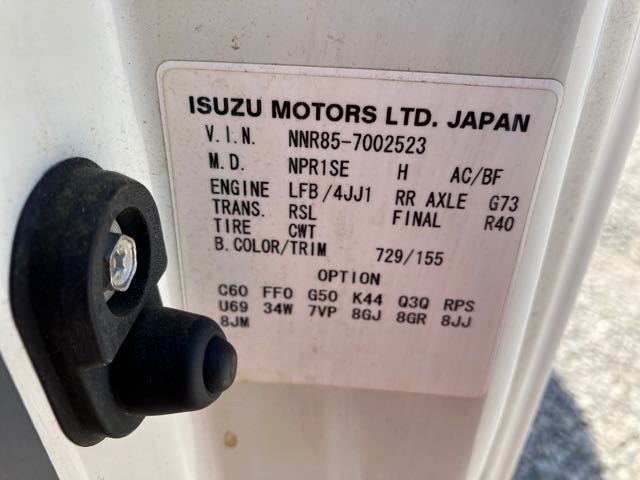 ISUZU MOTORS LTD. JAPAN
V.I.N. NNR85-7002523
M.D. NPR1SE H AC/BF
ENGINE LFB/4JJ1 RR AXLE G73
TRANS. RSL FINAL R40
TIRE CWT
B.COLOR/TRIM 729/155
OPTION
C60 FF0 G50 K44 Q3Q RPS
U69 34W 7VP 8GJ 8GR 8JJ
8JM